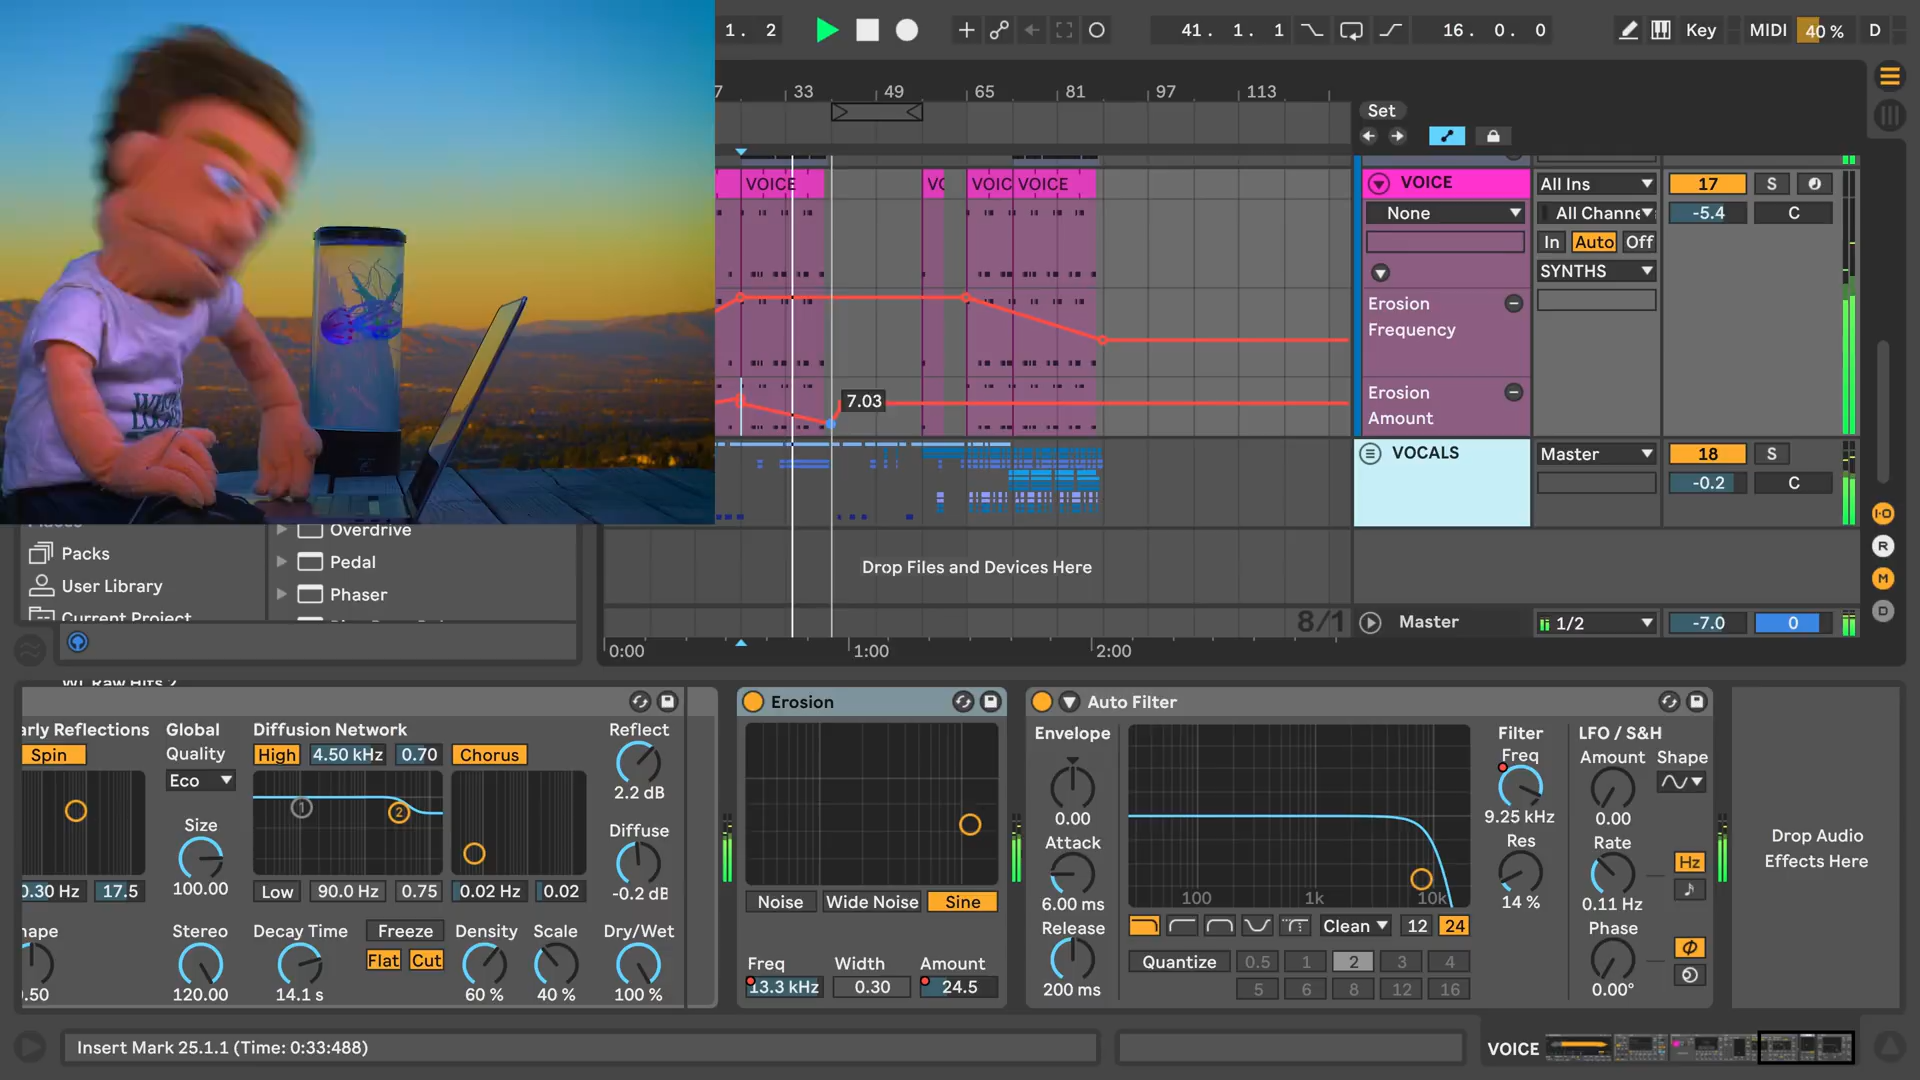 1. 2
41. 1. 1
16. 0. 0
Key
MIDI
40 %
D
7
33
49
65
81
97
113
Set
VOICE
VOIC
VOICE
VOICE
All Ins
17
S
None
All Channe
-5.4
C
In
Auto
Off
SYNTHS
Erosion
Frequency
7.03
Erosion
Amount
VOCALS
Master
18
S
-0.2
C
Overdrive
Packs
Pedal
User Library
Phaser
Current Project
Drop Files and Devices Here
8/1
Master
1/2
-7.0
0
0:00
1:00
2:00
I·O
R
M
D
arly Reflections
Spin
0.30 Hz
17.5
hape
0.50
Global
Quality
Eco
Size
100.00
Stereo
120.00
Diffusion Network
High
4.50 kHz
0.70
Chorus
1
2
Low
90.0 Hz
0.75
0.02 Hz
0.02
Decay Time
14.1 s
Freeze
Flat
Cut
Density
60 %
Scale
40 %
Reflect
2.2 dB
Diffuse
-0.2 dB
Dry/Wet
100 %
Erosion
Noise
Wide Noise
Sine
Freq
Width
Amount
13.3 kHz
0.30
24.5
Auto Filter
Envelope
0.00
Attack
6.00 ms
Release
200 ms
100
1k
10k
Clean
12
24
Quantize
0.5
1
2
3
4
5
6
8
12
16
Filter
Freq
9.25 kHz
Res
14 %
LFO / S&H
Amount
Shape
0.00
Rate
Hz
0.11 Hz
Phase
0.00°
Drop Audio
Effects Here
Insert Mark 25.1.1 (Time: 0:33:488)
VOICE